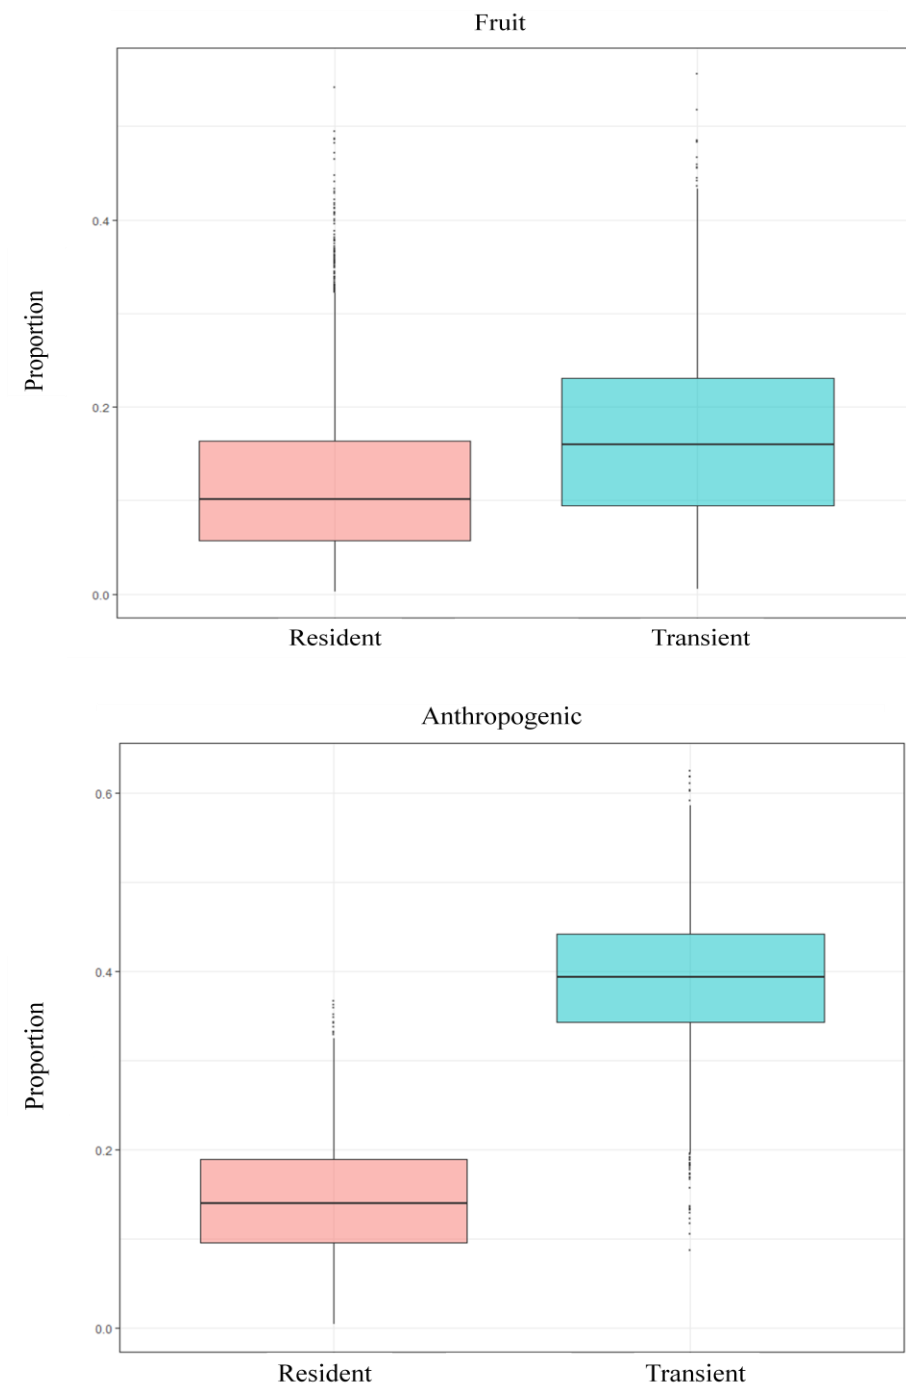 Fruit
Proportion
0.4
0.2
0.0
Resident Transient
Anthropogenic
Proportion
0.6
0.4
0.2
0.0
Resident Transient